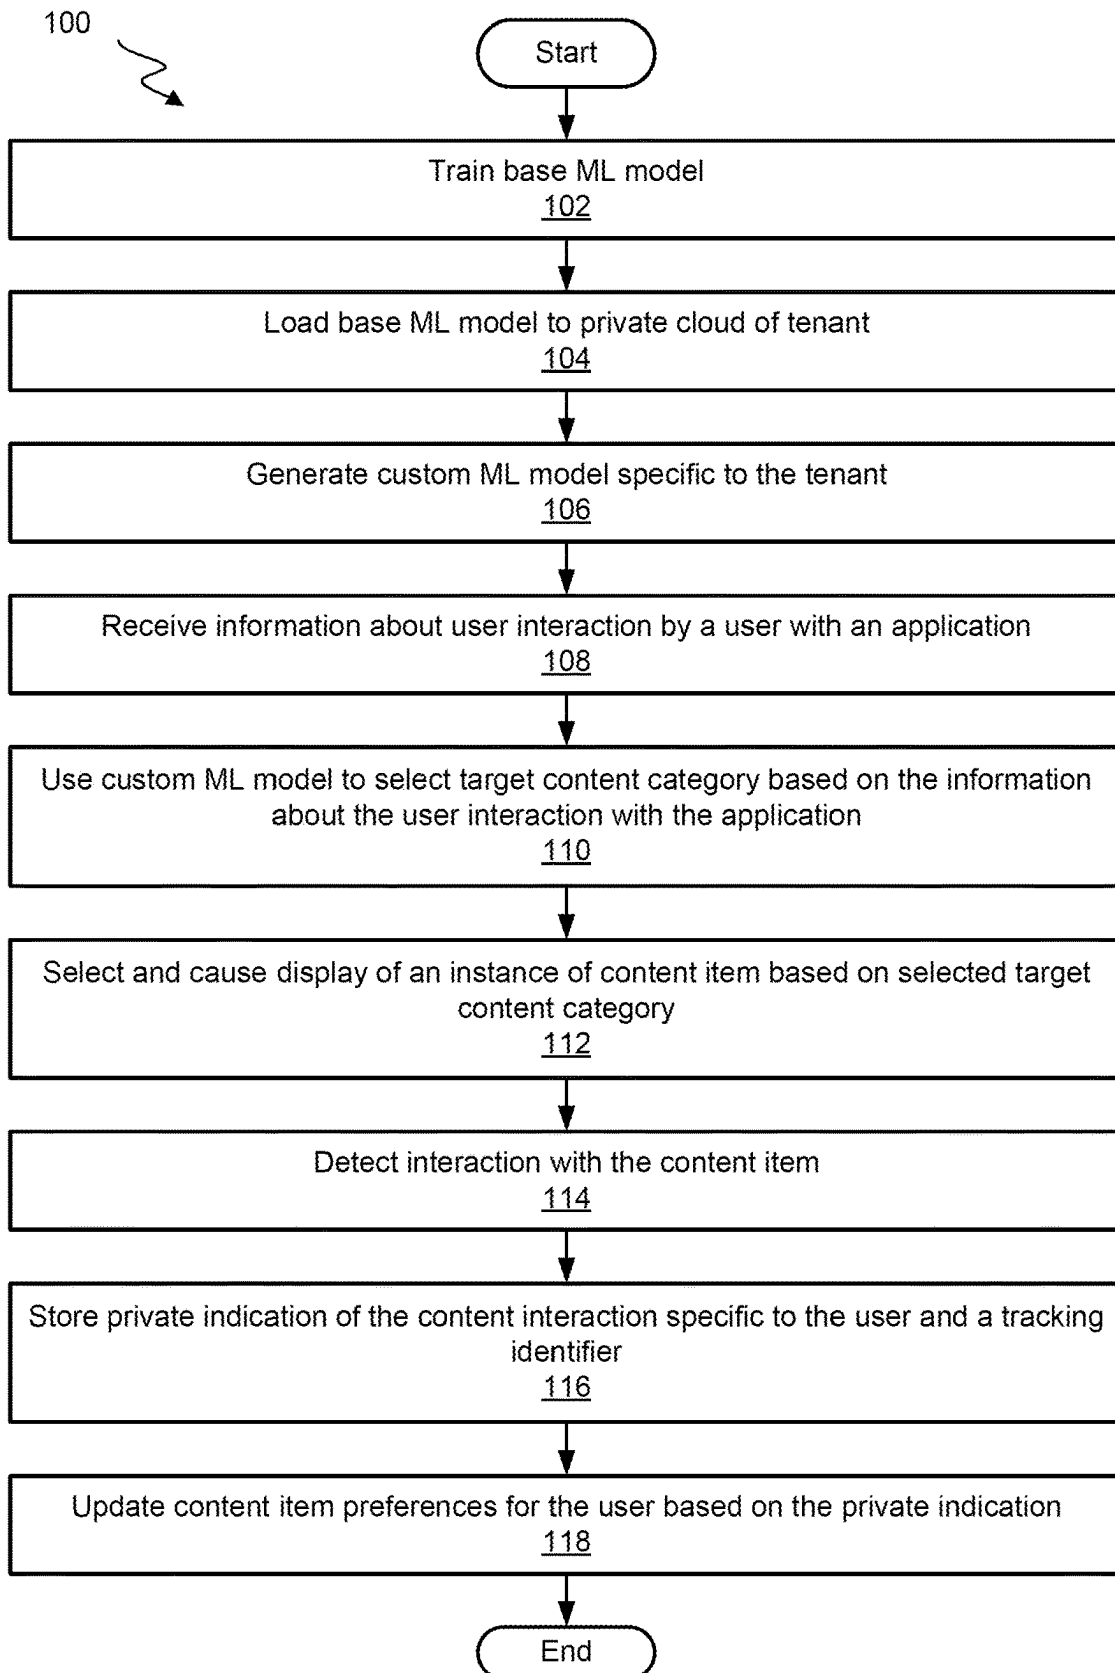 100
Start
Train base ML model
102
Load base ML model to private cloud of tenant
104
Generate custom ML model specific to the tenant
106
Receive information about user interaction by a user with an application
108
Use custom ML model to select target content category based on the information
about the user interaction with the application
110
Select and cause display of an instance of content item based on selected target
content category
112
Detect interaction with the content item
114
Store private indication of the content interaction specific to the user and a tracking
identifier
116
Update content item preferences for the user based on the private indication
118
End